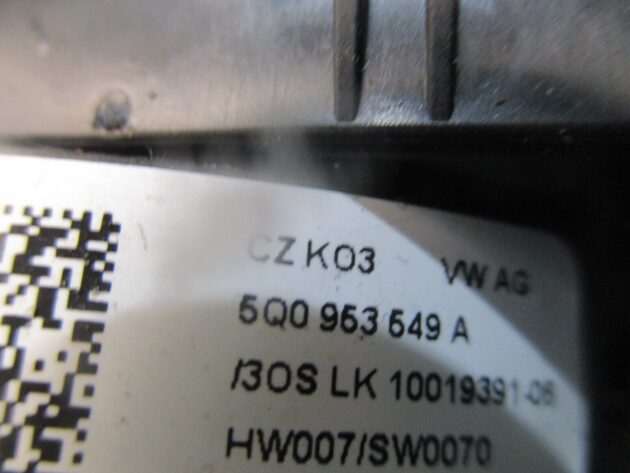 CZ K03 VW AG
5Q0 953 549 A
/3OS LK 10019391-06
HW007/SW0070